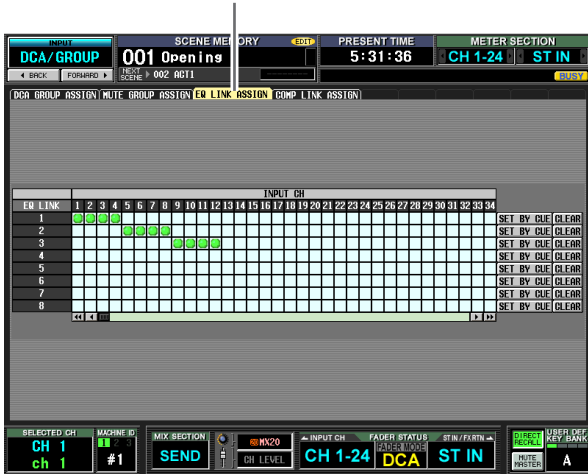 INPUT SCENE MEMORY EDIT PRESENT TIME METER SECTION
DCA/GROUP 001 Opening 5:31:36 CH 1-24 ST IN
BACK FORWARD NEXT SCENE 002 ACT1 BUSY
DCA GROUP ASSIGN MUTE GROUP ASSIGN EQ LINK ASSIGN COMP LINK ASSIGN
INPUT CH
EQ LINK 1 2 3 4 5 6 7 8 9 10 11 12 13 14 15 16 17 18 19 20 21 22 23 24 25 26 27 28 29 30 31 32 33 34
1 SET BY CUE CLEAR
2 SET BY CUE CLEAR
3 SET BY CUE CLEAR
4 SET BY CUE CLEAR
5 SET BY CUE CLEAR
6 SET BY CUE CLEAR
7 SET BY CUE CLEAR
8 SET BY CUE CLEAR
SELECTED CH MACHINE ID MIX SECTION MX20 INPUT CH FADER STATUS ST IN/FXRTN DIRECT RECALL USER DEF KEY BANK
CH 1 1 2 3 SEND CH 1-24 FADER MODE ST IN
ch 1 #1 CH LEVEL DCA MUTE MASTER A